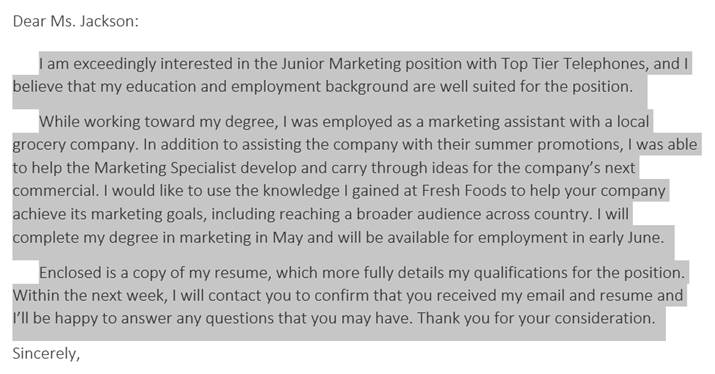 Dear Ms. Jackson:
I am exceedingly interested in the Junior Marketing position with Top Tier Telephones, and I
believe that my education and employment background are well suited for the position.
While working toward my degree, I was employed as a marketing assistant with a local
grocery company. In addition to assisting the company with their summer promotions, I was able
to help the Marketing Specialist develop and carry through ideas for the company’s next
commercial. I would like to use the knowledge I gained at Fresh Foods to help your company
achieve its marketing goals, including reaching a broader audience across country. I will
complete my degree in marketing in May and will be available for employment in early June.
Enclosed is a copy of my resume, which more fully details my qualifications for the position.
Within the next week, I will contact you to confirm that you received my email and resume and
I’ll be happy to answer any questions that you may have. Thank you for your consideration.
Sincerely,